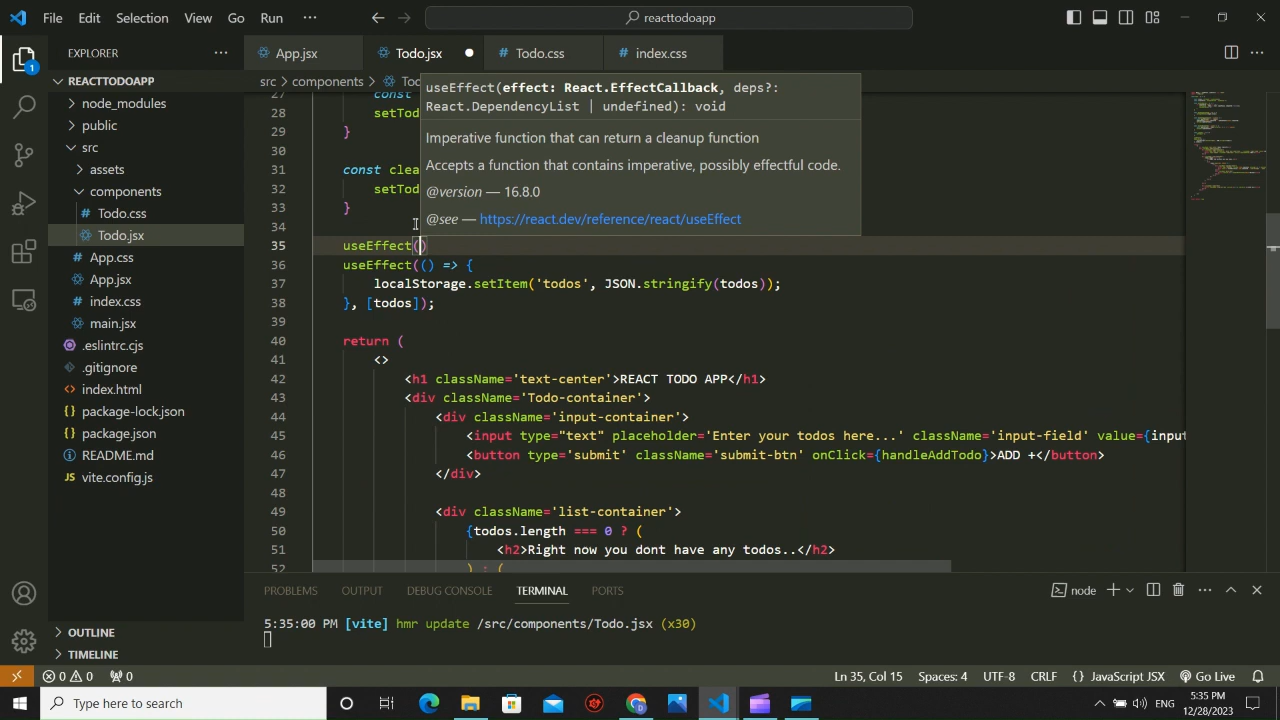 File Edit Selection View Go Run ··· reacttodoapp
EXPLORER ···
App.jsx Todo.jsx Todo.css index.css
REACTTODOAPP
src > components > Tod
node_modules
public
src
assets
components
Todo.css
Todo.jsx
App.css
App.jsx
index.css
main.jsx
.eslintrc.cjs
.gitignore
index.html
package-lock.json
package.json
README.md
vite.config.js
OUTLINE
TIMELINE
1
useEffect(effect: React.EffectCallback, deps?:
React.DependencyList | undefined): void
Imperative function that can return a cleanup function
Accepts a function that contains imperative, possibly effectful code.
@version — 16.8.0
@see — https://react.dev/reference/react/useEffect
27 const
28 setTod
29 }
30
31 const clea
32 setTod
33 }
34
35 useEffect()
36 useEffect(() => {
37 localStorage.setItem('todos', JSON.stringify(todos));
38 }, [todos]);
39
40 return (
41 <>
42 <h1 className='text-center'>REACT TODO APP</h1>
43 <div className='Todo-container'>
44 <div className='input-container'>
45 <input type="text" placeholder='Enter your todos here...' className='input-field' value={input
46 <button type='submit' className='submit-btn' onClick={handleAddTodo}>ADD +</button>
47 </div>
48
49 <div className='list-container'>
50 {todos.length === 0 ? (
51 <h2>Right now you dont have any todos..</h2>
52 ) : (
PROBLEMS OUTPUT DEBUG CONSOLE TERMINAL PORTS node
5:35:00 PM [vite] hmr update /src/components/Todo.jsx (x30)
0 0 0 Ln 35, Col 15 Spaces: 4 UTF-8 CRLF {} JavaScript JSX Go Live
Type here to search ENG 5:35 PM
12/28/2023